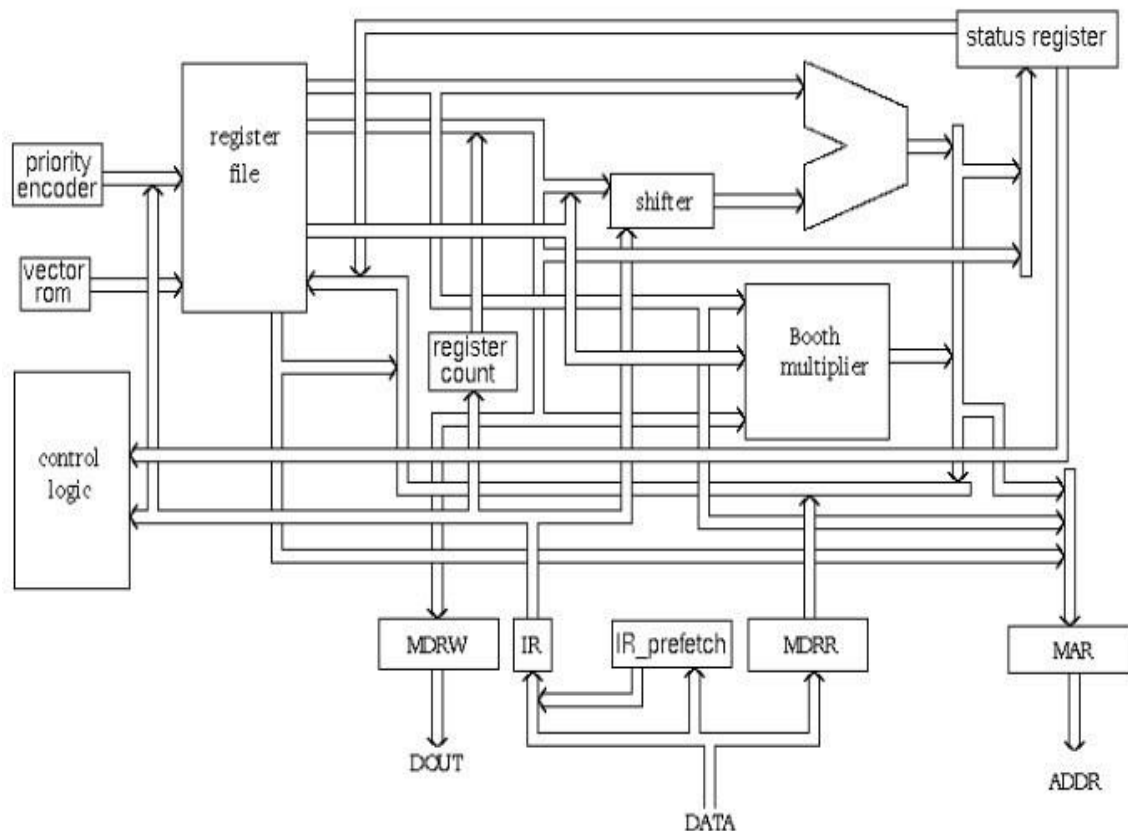 status register
register
file
priority
encoder
shifter
vector
rom
register
count
Booth
multiplier
control
logic
MDRW
IR
IR_prefetch
MDRR
MAR
DOUT
ADDR
DATA